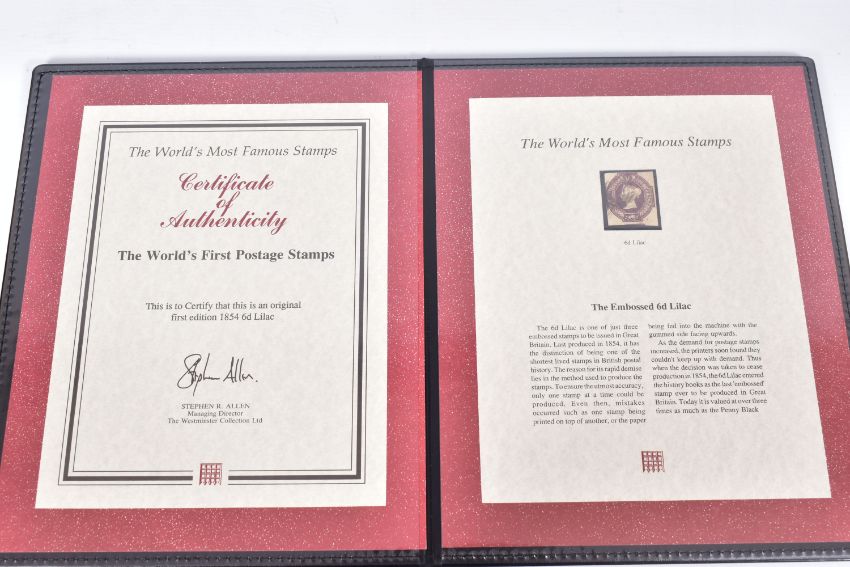 The World's Most Famous Stamps
Certificate
of
Authenticity
The World's First Postage Stamps
This is to Certify that this is an original
first edition 1854 6d Lilac
Stephen Allen.
STEPHEN R. ALLEN
Managing Director
The Westminster Collection Ltd
The World's Most Famous Stamps
6d Lilac
The Embossed 6d Lilac
The 6d Lilac is one of just three
embossed stamps to be issued in Great
Britain. Last produced in 1854, it has
the distinction of being one of the
shortest lived stamps in British postal
history. The reason for its rapid demise
lies in the method used to produce the
stamps. To ensure the utmost accuracy,
only one stamp at a time could be
produced. Even then, mistakes
occurred such as one stamp being
printed on top of another, or the paper
being fed into the machine with the
gummed side facing upwards.
As the demand for postage stamps
increased, the printers soon found they
couldn't keep up with demand. Thus
when the decision was taken to cease
production in 1854, the 6d Lilac entered
the history books as the last 'embossed'
stamp ever to be produced in Great
Britain. Today it is valued at over three
times as much as the Penny Black